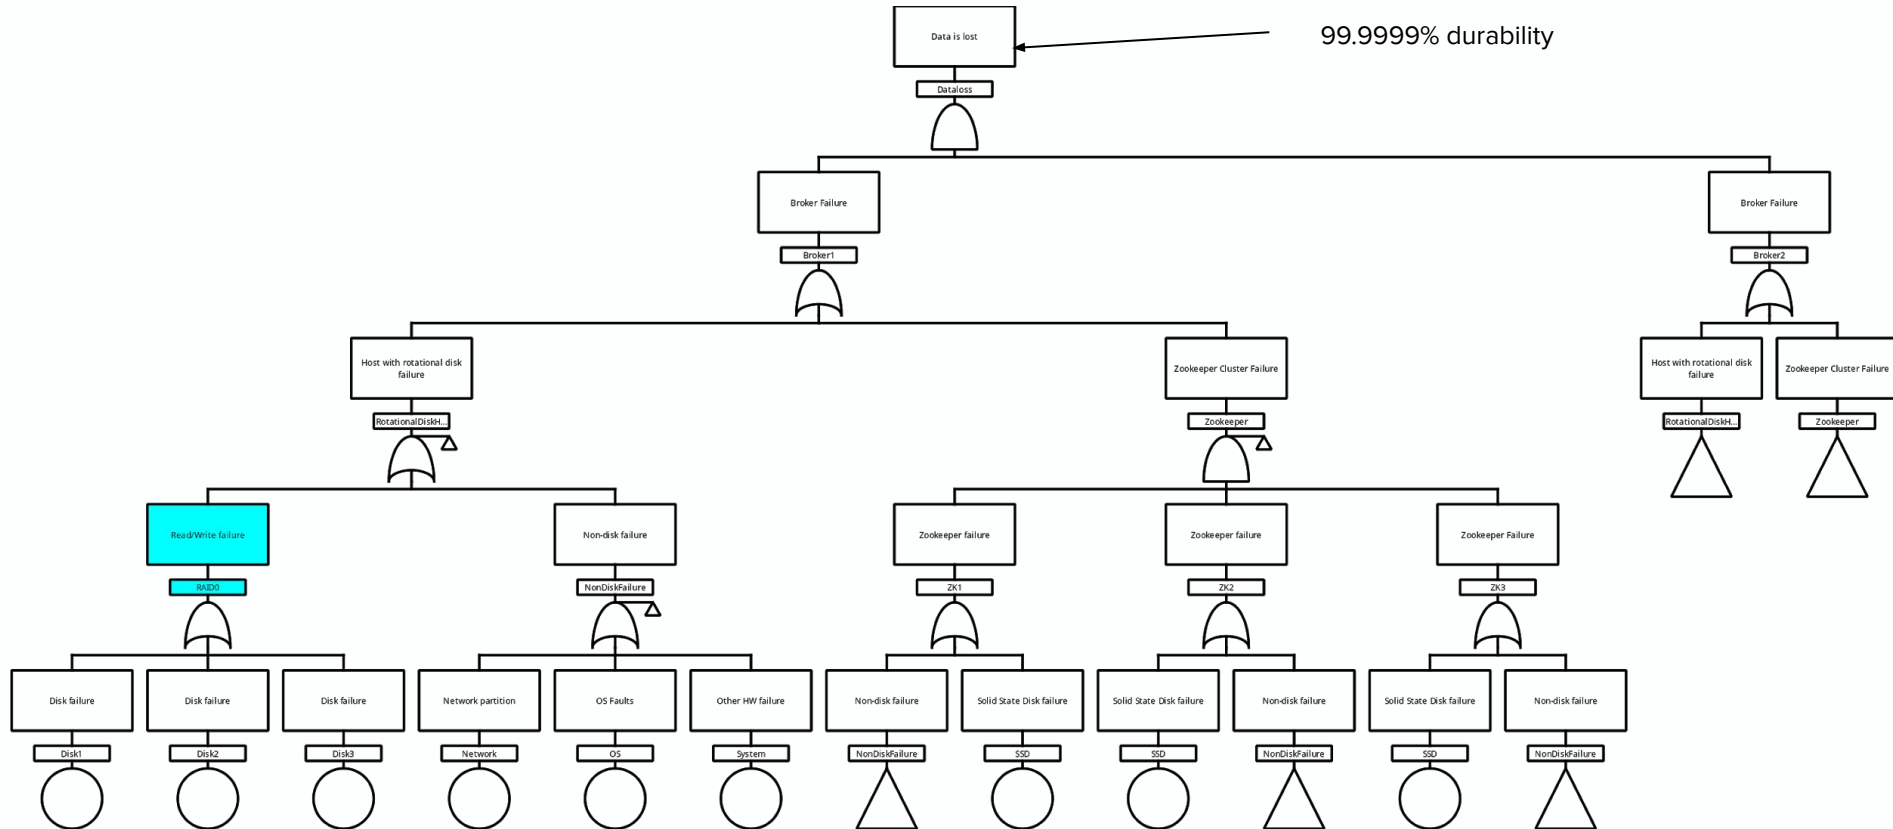 Data is lost
99.9999% durability
Dataloss
Broker Failure
Broker Failure
Broker1
Broker2
Host with rotational disk
failure
Zookeeper Cluster Failure
Host with rotational disk
failure
Zookeeper Cluster Failure
RotationalDiskH...
Zookeeper
RotationalDiskH...
Zookeeper
Read/Write failure
Non-disk failure
Zookeeper failure
Zookeeper failure
Zookeeper Failure
RAID0
NonDiskFailure
ZK1
ZK2
ZK3
Disk failure
Disk failure
Disk failure
Network partition
OS Faults
Other HW failure
Non-disk failure
Solid State Disk failure
Solid State Disk failure
Non-disk failure
Solid State Disk failure
Non-disk failure
Disk1
Disk2
Disk3
Network
OS
System
NonDiskFailure
SSD
SSD
NonDiskFailure
SSD
NonDiskFailure